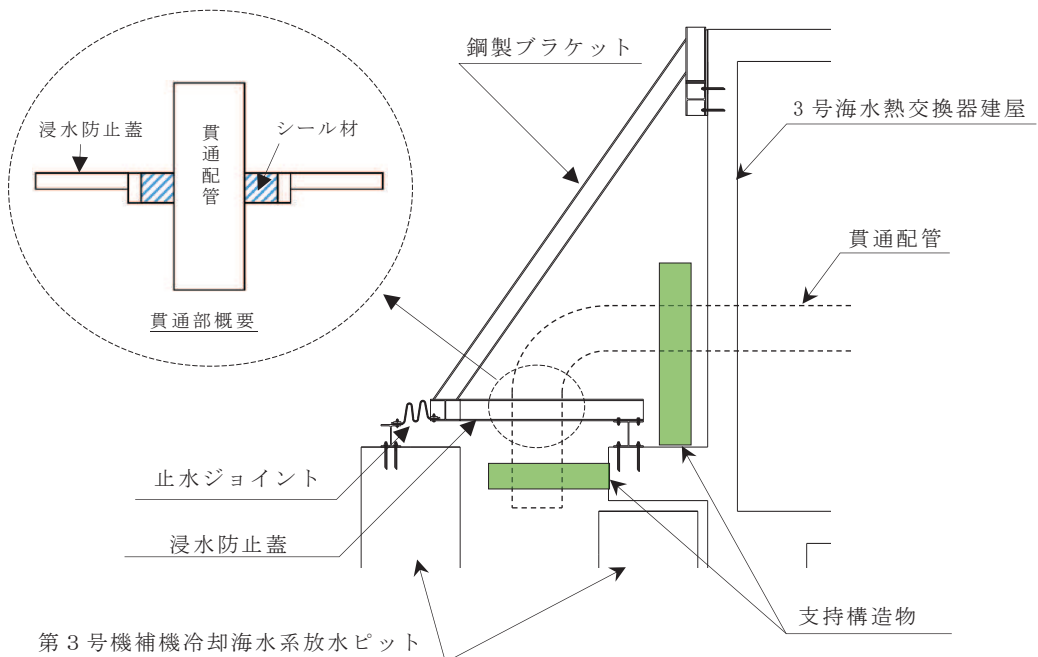 鋼製ブラケット
浸水防止蓋
シール材
貫通配管
3号海水熱交換器建屋
貫通配管
貫通部概要
止水ジョイント
浸水防止蓋
支持構造物
第3号機補機冷却海水系放水ピット